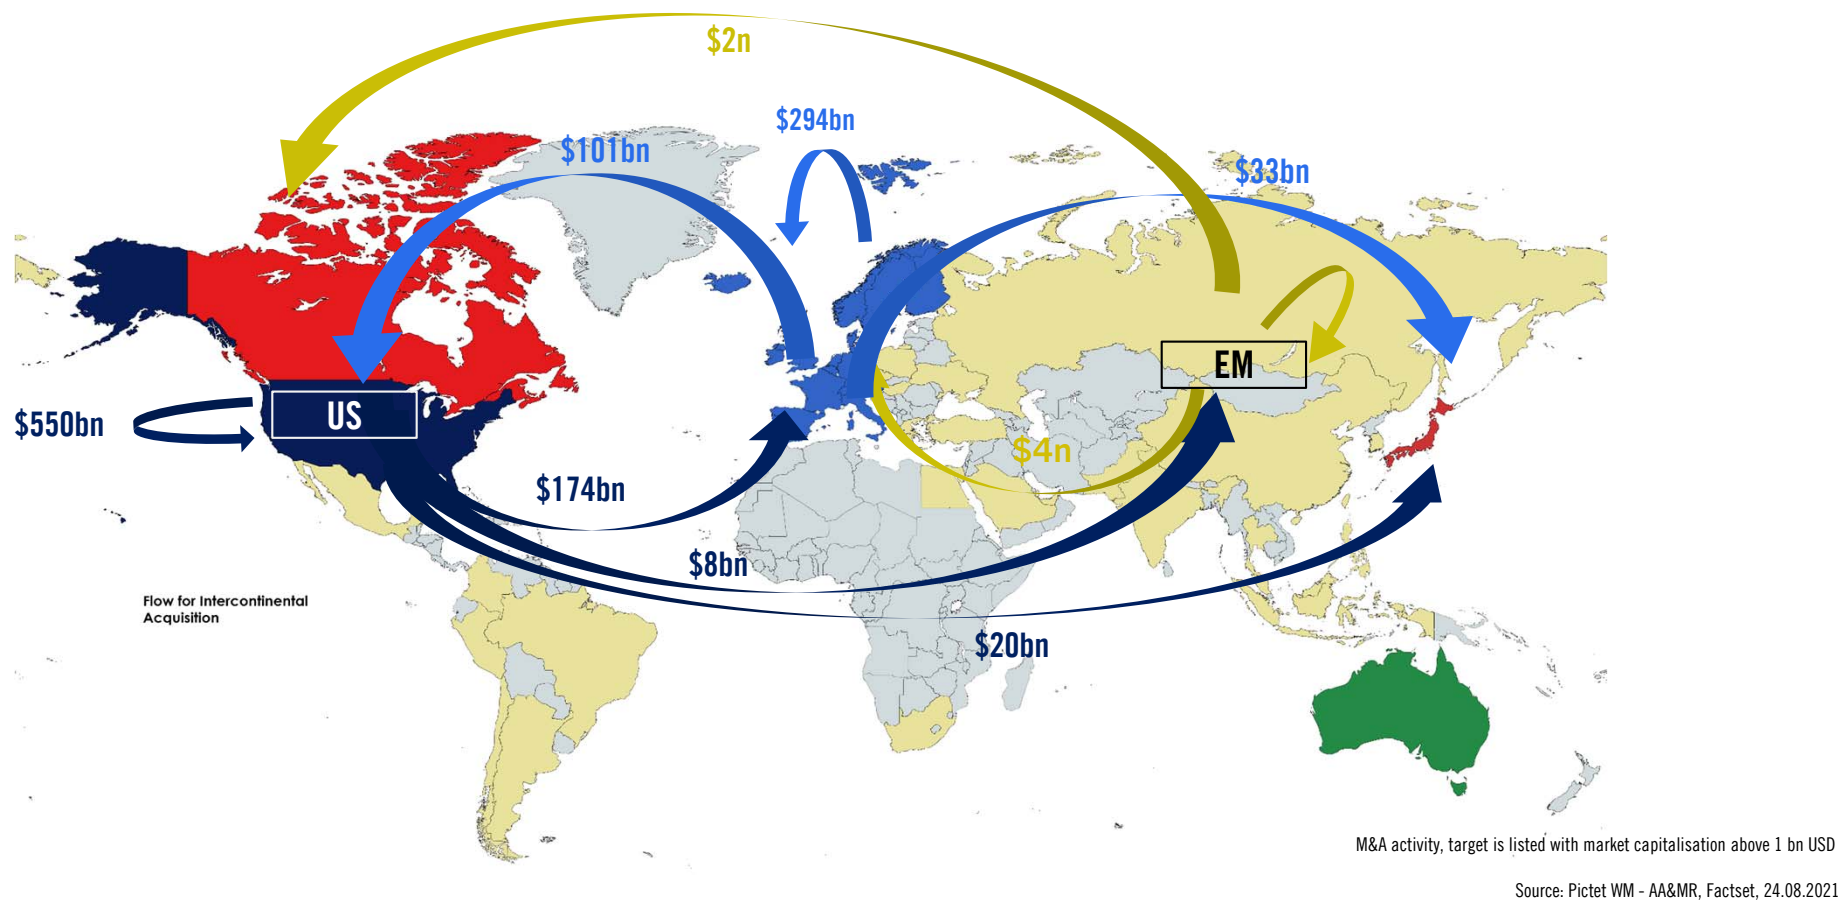 $2n
$294bn
$101bn
$33bn
EM
US
$550bn
$4n
$174bn
$8bn
Flow for Intercontinental
Acquisition
$20bn
M&A activity, target is listed with market capitalisation above 1 bn USD
Source: Pictet WM - AA&MR, Factset, 24.08.2021